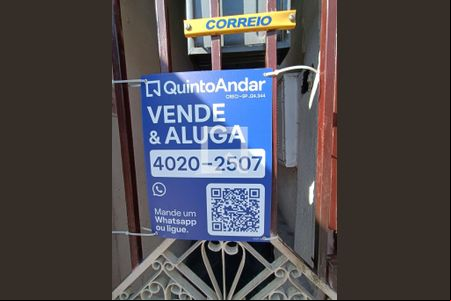 CORREIO
QuintoAndar
VENDE
& ALUGA
4020-2507
Mande um
Whatsapp
ou ligue.